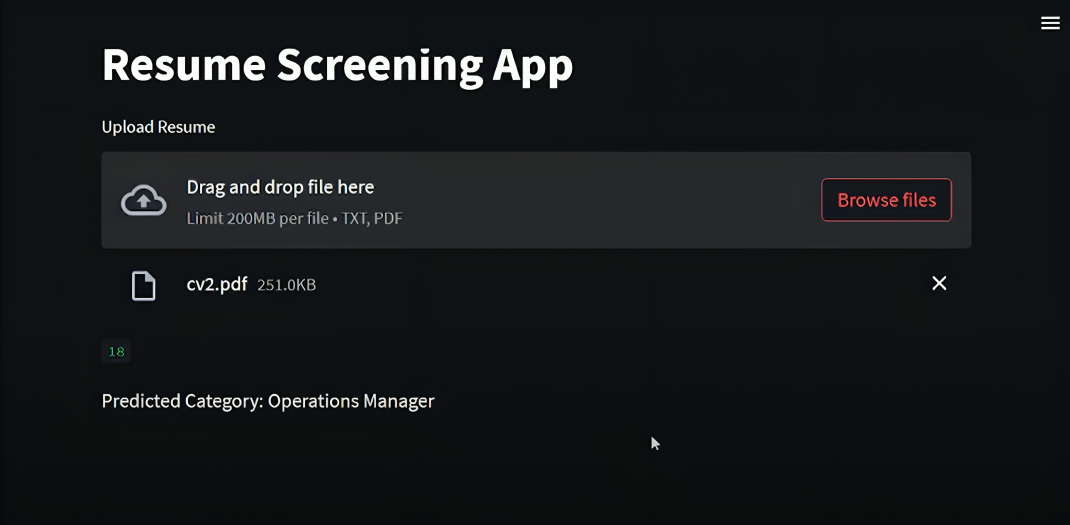 Resume Screening App
Upload Resume
Drag and drop file here
Limit 200MB per file • TXT, PDF
Browse files
cv2.pdf 251.0KB
18
Predicted Category: Operations Manager